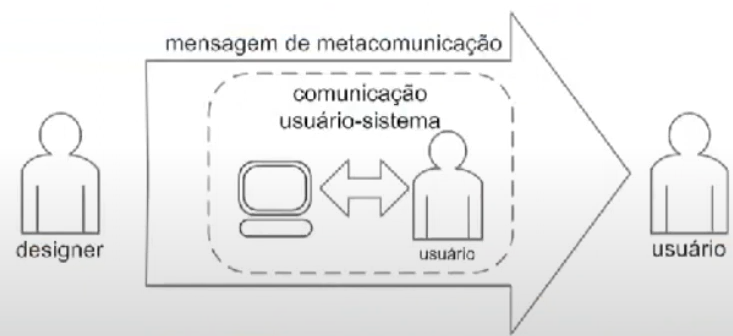 mensagem de metacomunicação
comunicação
usuário-sistema
designer
usuário
usuário